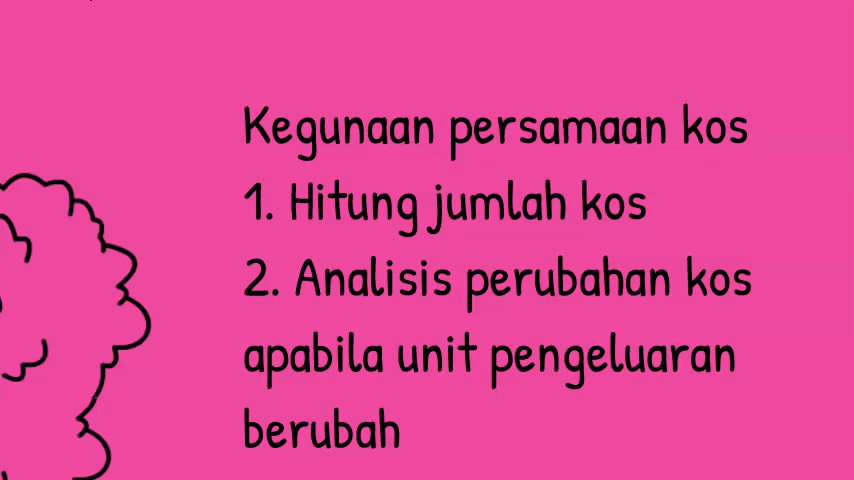 Kegunaan persamaan kos
1. Hitung jumlah kos
2. Analisis perubahan kos
apabila unit pengeluaran
berubah